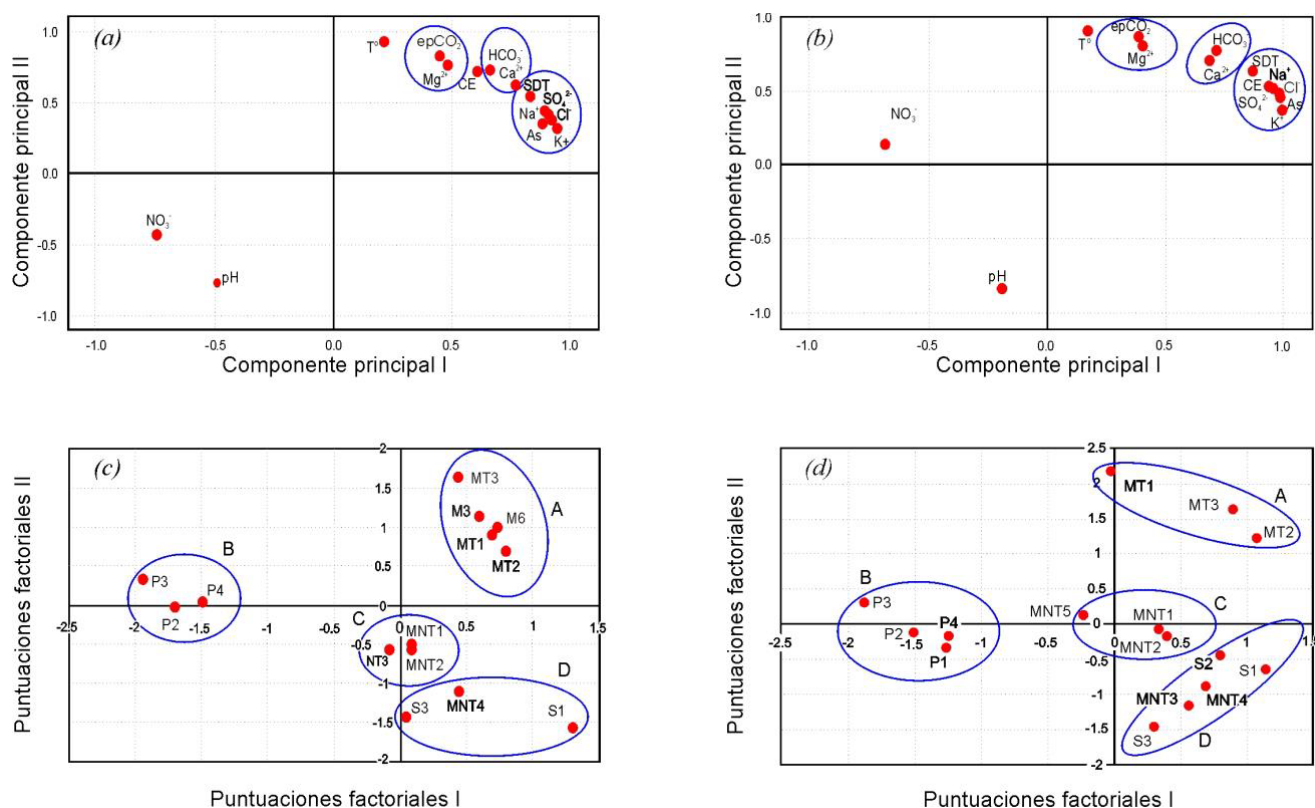 (a)
1.0
0.5
0.0
0.5
1.0
-1.0
-0.5
0.0
0.5
1.0
Componente principal II
Componente principal I
T°
epCO₂
Mg²⁺
CE
HCO₃⁻
Ca²⁺
SDT
SO₄²⁻
Na⁺
Cl⁻
As
K+
NO₃⁻
pH
(b)
1.0
0.5
0.0
-0.5
0.0
-1.0
-0.5
0.0
0.5
1.0
Componente principal II
Componente principal I
T°
epCO₂
Mg²⁺
HCO₃⁻
Ca²⁺
SDT
CE
Na⁺
Cl⁻
SO₄²⁻
As
K⁺
NO₃⁻
pH
(c)
2
1.5
1
0.5
0
-0.5
-1
-1.5
-2
-2.5
-2
-1.5
-1
-0.5
0
0.5
1
1.5
Puntuaciones factoriales II
Puntuaciones factoriales I
MT3
A
M3
M6
MT1
MT2
B
P3
P4
P2
C
MNT1
NT3
MNT2
D
MNT4
S3
S1
(d)
2.5
2
1.5
1
0.5
0
-0.5
-1
-1.5
-2
-2.5
-2
-1.5
-1
-0.5
0
0.5
1
1.5
Puntuaciones factoriales II
Puntuaciones factoriales I
MT1
A
MT3
MT2
B
P3
P2
P4
P1
MNT5
MNT1
C
MNT2
S2
S1
MNT3
MNT4
S3
D